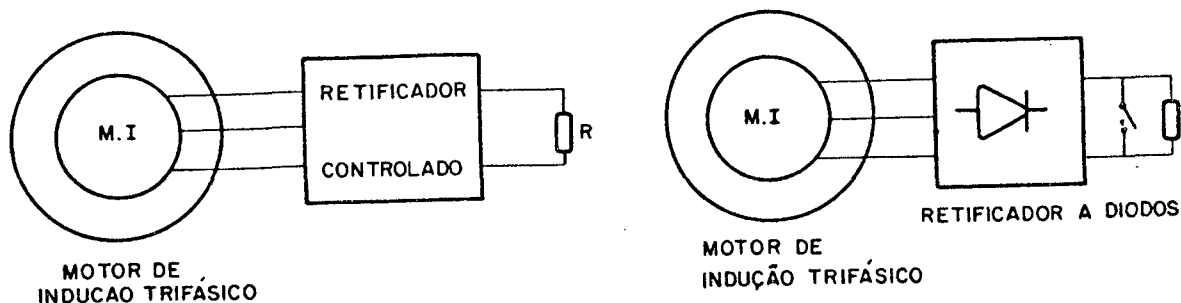 M.I
RETIFICADOR
CONTROLADO
R
MOTOR DE
INDUCAO TRIFÁSICO
M.I
RETIFICADOR A DIODOS
MOTOR DE
INDUÇÃO TRIFÁSICO